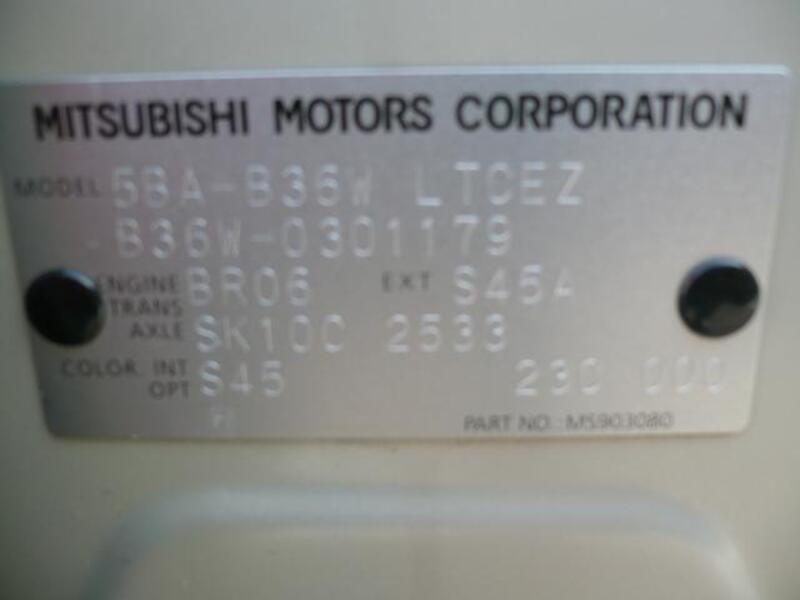 MITSUBISHI MOTORS CORPORATION
MODEL 5BA-B36W LTCEZ
B36W-0301179
ENGINE BR06 EXT S45A
TRANS
AXLE SK10C 2533
COLOR. INT S45 23C 000
OPT
PART NO.: MS903080